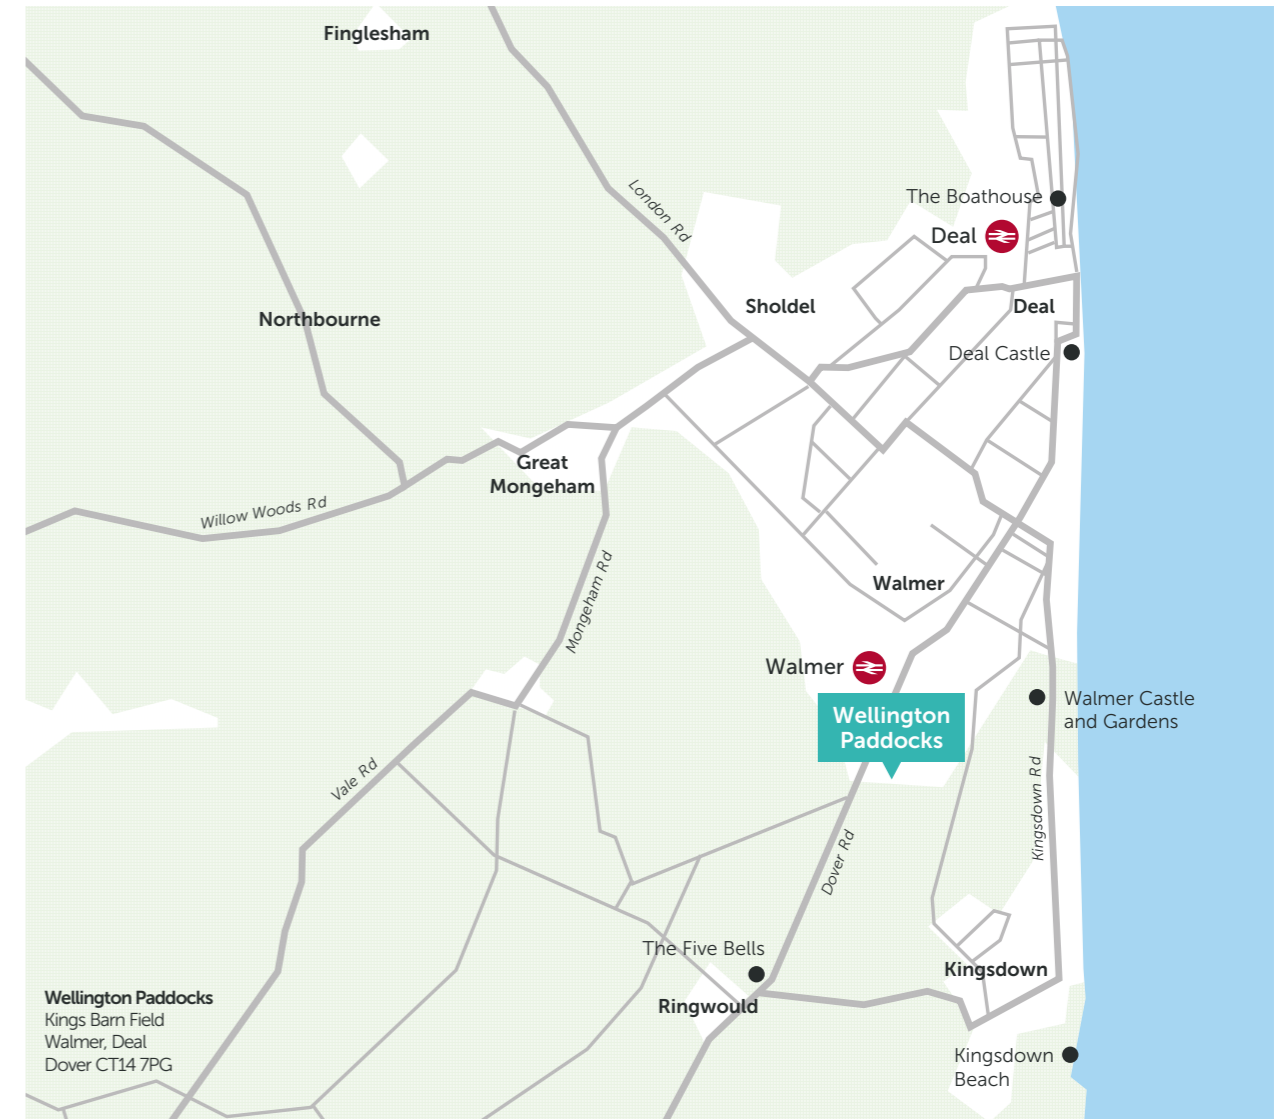 Finglesham
London Rd
The Boathouse
Deal
Northbourne
Sholdel
Deal
Deal Castle
Great
Mongeham
Willow Woods Rd
Mongeham Rd
Walmer
Walmer
Wellington
Paddocks
Walmer Castle
and Gardens
Vale Rd
Kingsdown Rd
Dover Rd
The Five Bells
Kingsdown
Ringwould
Wellington Paddocks
Kings Barn Field
Walmer, Deal
Dover CT14 7PG
Kingsdown
Beach